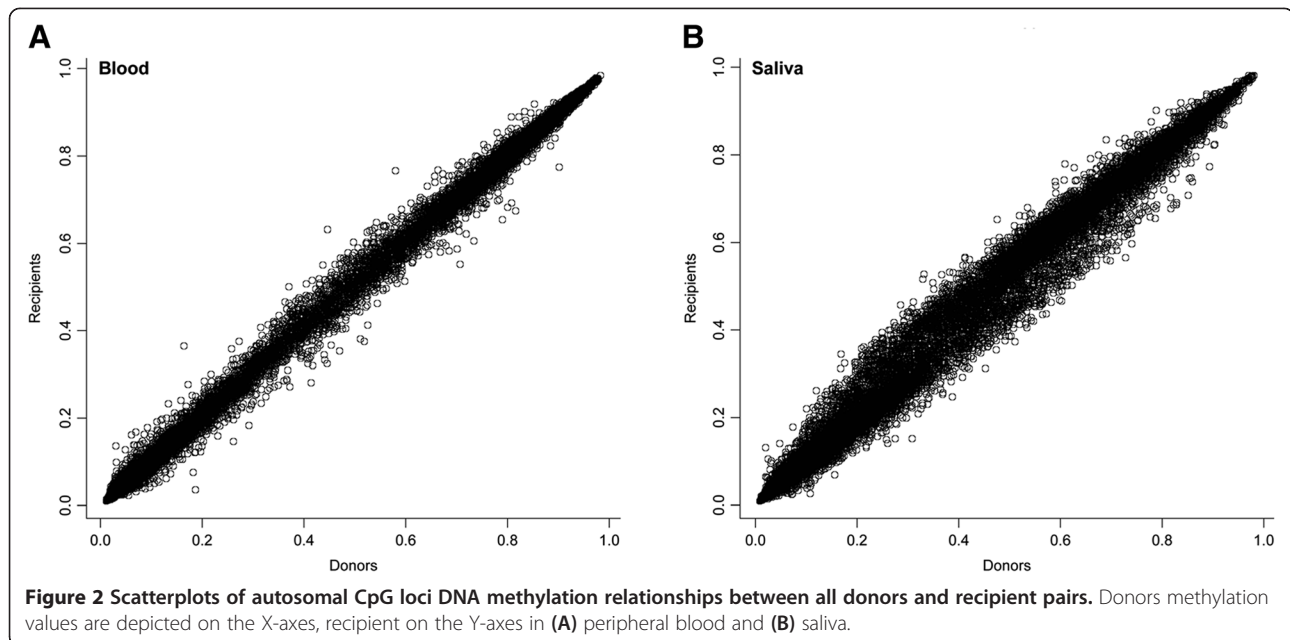 A
B
Blood
Saliva
1.0
0.8
0.6
0.4
0.2
0.0
Recipients
0.0 0.2 0.4 0.6 0.8 1.0
Donors
1.0
0.8
0.6
0.4
0.2
0.0
Recipients
0.0 0.2 0.4 0.6 0.8 1.0
Donors
Figure 2 Scatterplots of autosomal CpG loci DNA methylation relationships between all donors and recipient pairs. Donors methylation
values are depicted on the X-axes, recipient on the Y-axes in (A) peripheral blood and (B) saliva.